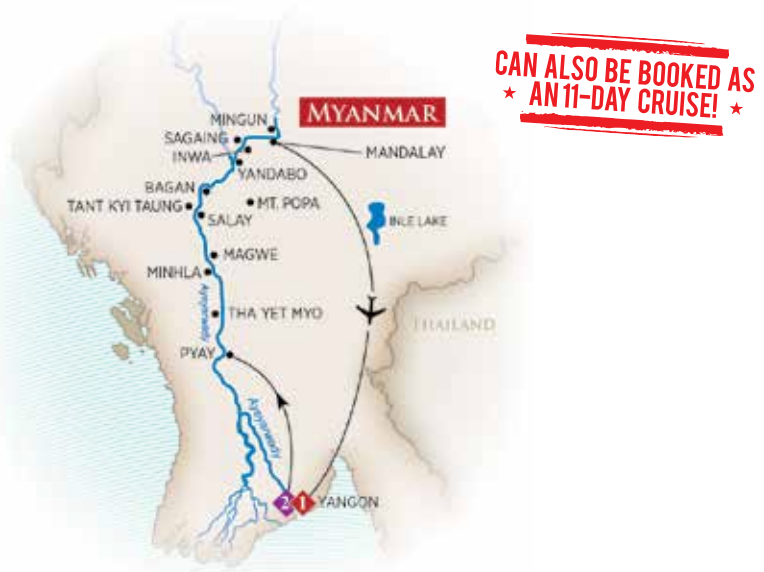 CAN ALSO BE BOOKED AS
AN 11-DAY CRUISE!
MYANMAR
MINGUN
SAGAING
INWA
MANDALAY
YANDABO
BAGAN
TANT KYI TAUNG
MT. POPA
SALAY
INLE LAKE
MAGWE
MINHLA
Ayeyarwady
THA YET MYO
THAILAND
PYAY
Ayeyarwady
2 1 YANGON